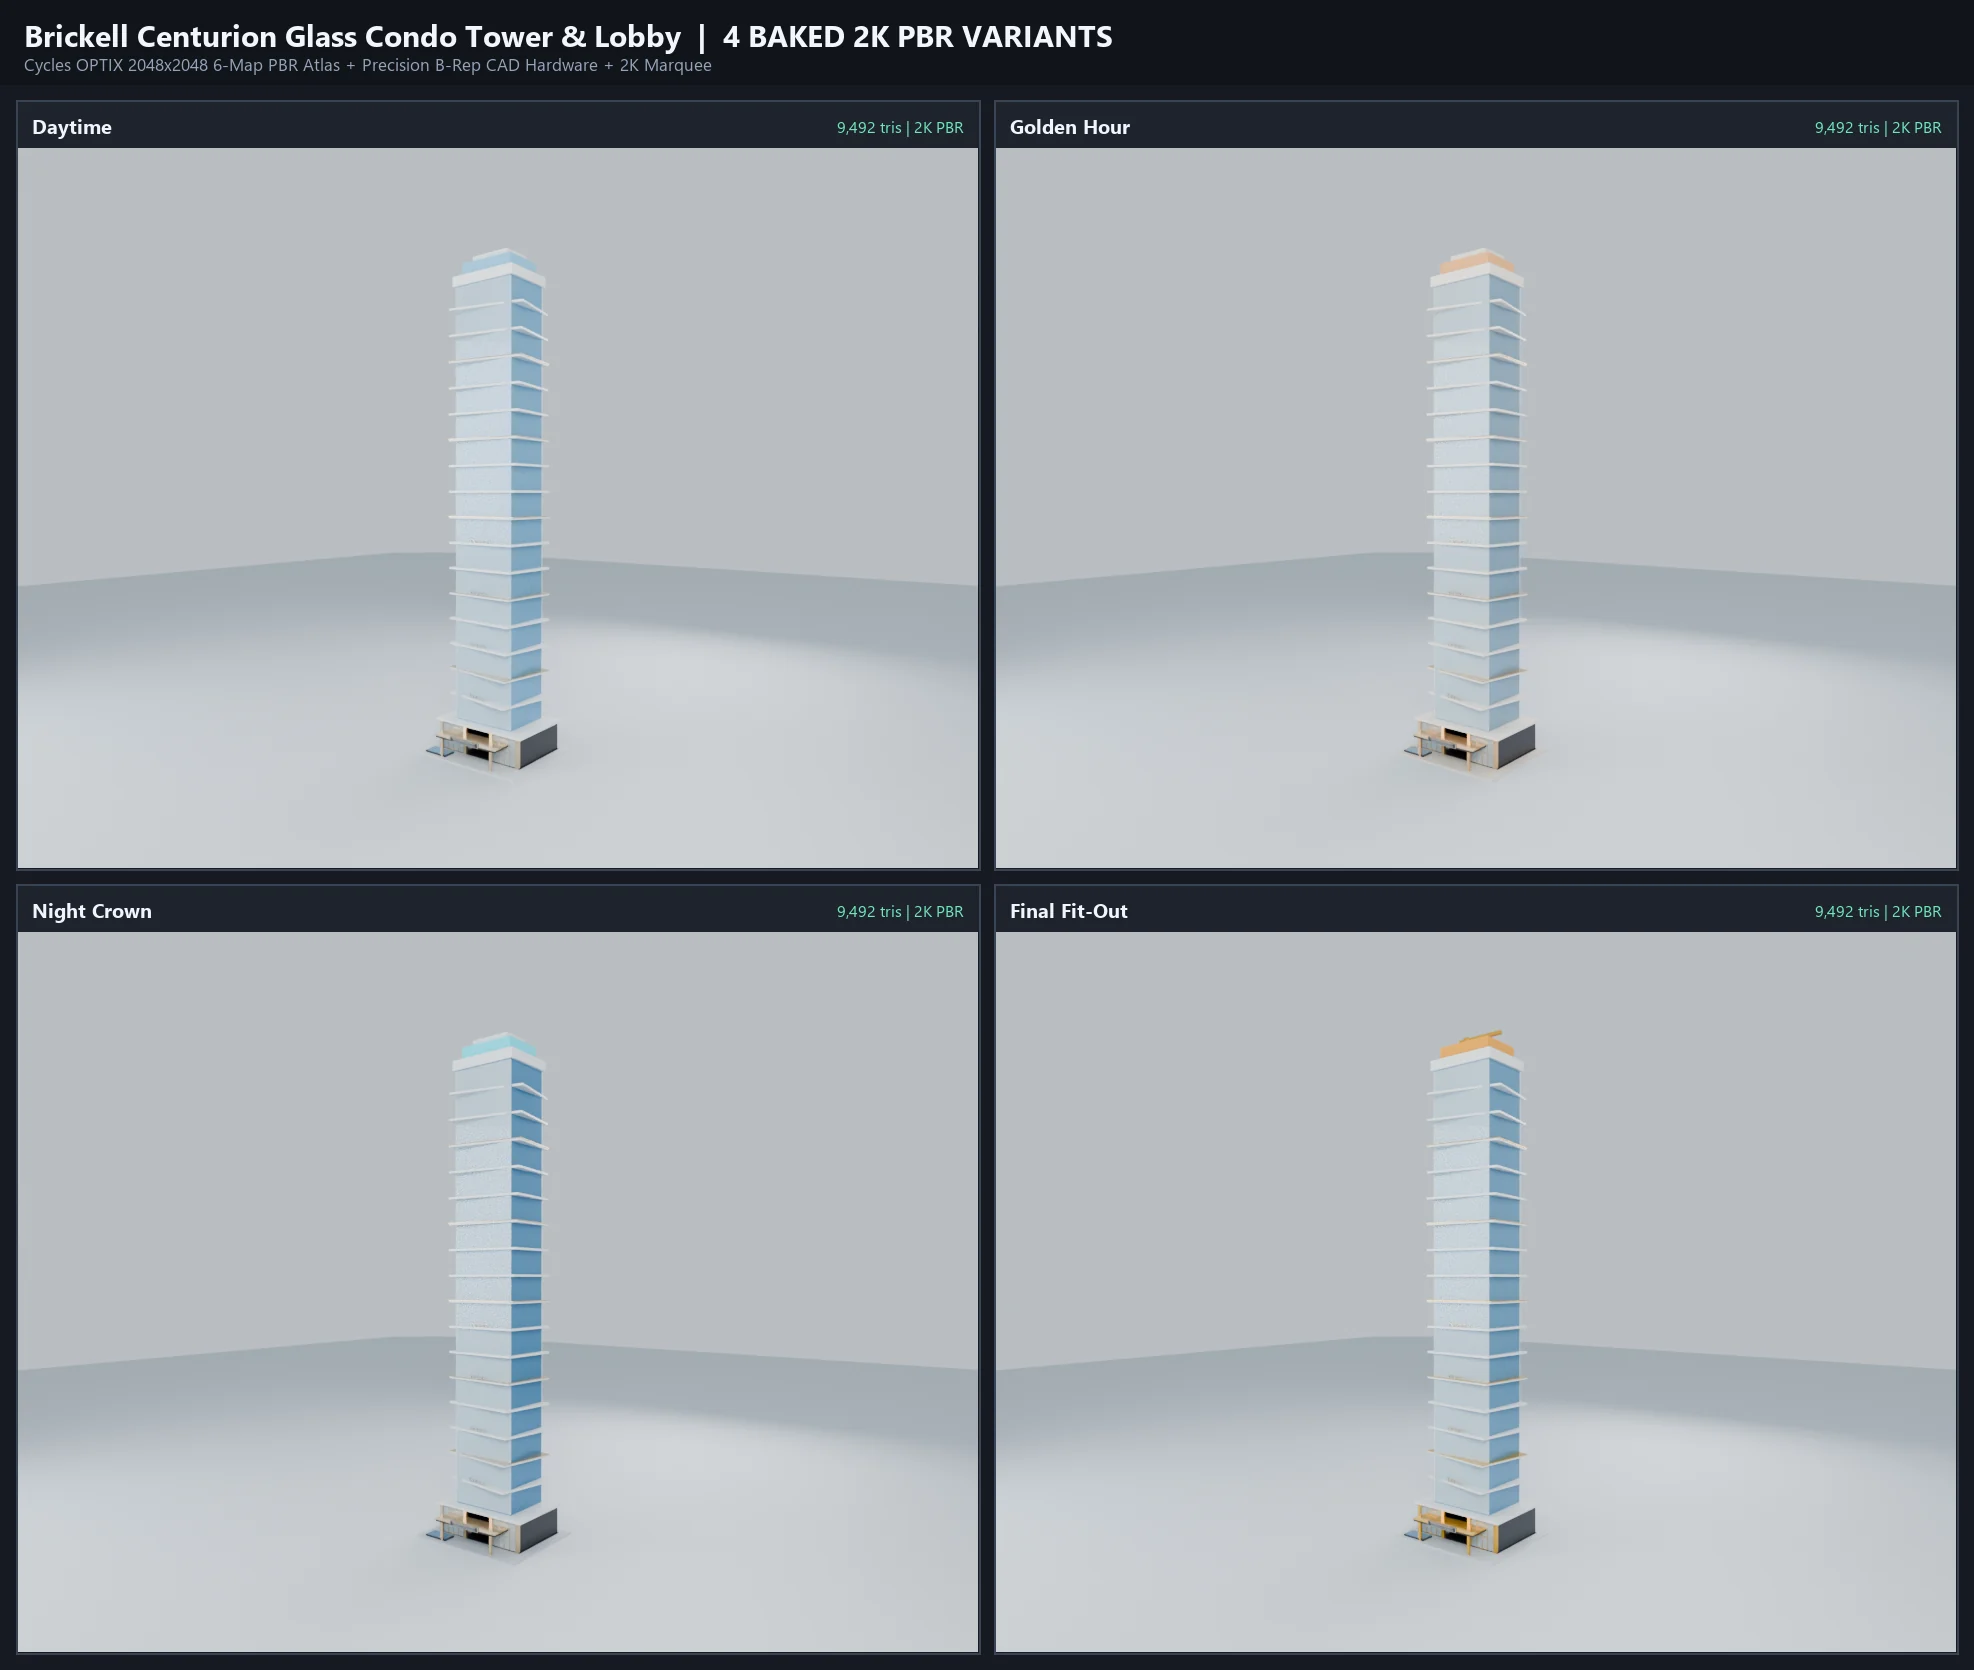 Brickell Centurion Glass Condo Tower & Lobby | 4 BAKED 2K PBR VARIANTS
Cycles OPTIX 2048x2048 6-Map PBR Atlas + Precision B-Rep CAD Hardware + 2K Marquee
Daytime
9,492 tris | 2K PBR
Golden Hour
9,492 tris | 2K PBR
Night Crown
9,492 tris | 2K PBR
Final Fit-Out
9,492 tris | 2K PBR